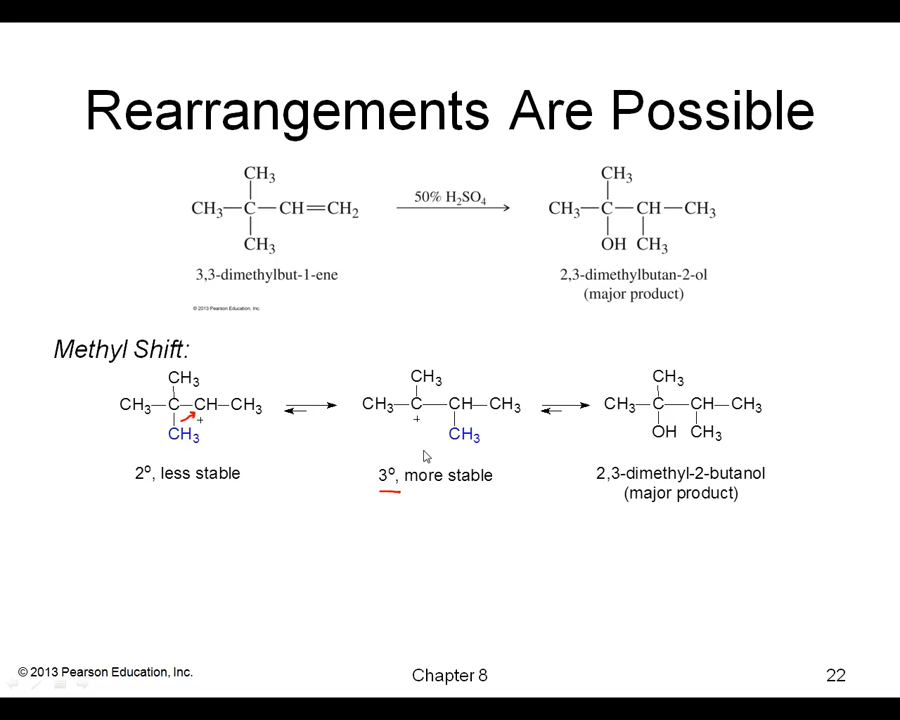 Rearrangements Are Possible
CH3
CH3—C—CH=CH2
CH3
3,3-dimethylbut-1-ene
50% H2SO4
CH3
CH3—C—CH—CH3
OH CH3
2,3-dimethylbutan-2-ol
(major product)
© 2013 Pearson Education, Inc.
Methyl Shift:
CH3
CH3—C—CH—CH3
+
CH3
2º, less stable
CH3
CH3—C—CH—CH3
+
CH3
3º, more stable
CH3
CH3—C—CH—CH3
OH CH3
2,3-dimethyl-2-butanol
(major product)
© 2013 Pearson Education, Inc.
Chapter 8
22